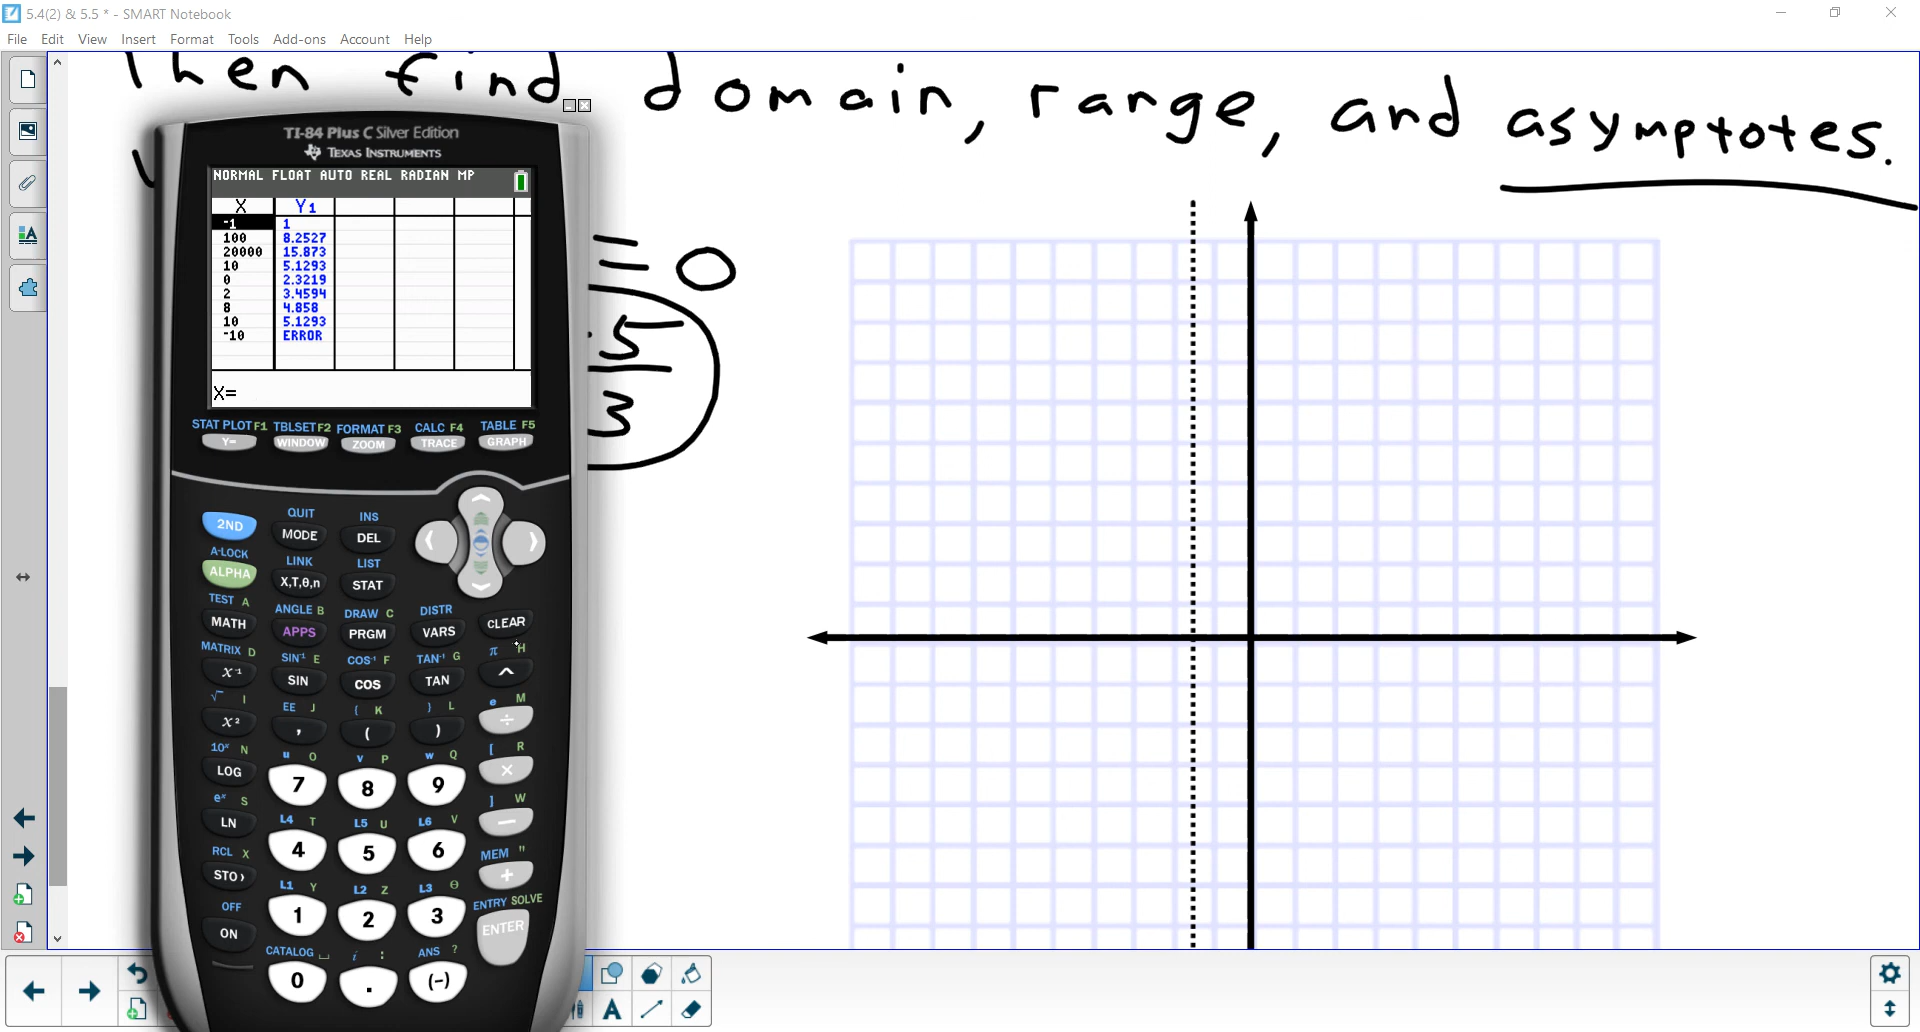 5.4(2) & 5.5 * - SMART Notebook
File Edit View Insert Format Tools Add-ons Account Help
Then find domain, range, and asymptotes.
TI-84 Plus C Silver Edition
TEXAS INSTRUMENTS
NORMAL FLOAT AUTO REAL RADIAN MP
X Y1
-1 1
100 8.2527
20000 15.873
10 5.1293
0 2.3219
2 3.4594
8 4.858
10 5.1293
-10 ERROR
X=
= 0
5
3
STAT PLOT F1 TBLSET F2 FORMAT F3 CALC F4 TABLE F5
Y= WINDOW ZOOM TRACE GRAPH
QUIT INS
2ND MODE DEL
A-LOCK LINK LIST
ALPHA X,T,θ,n STAT
TEST A ANGLE B DRAW C DISTR
MATH APPS PRGM VARS CLEAR
MATRIX D SIN⁻¹ E COS⁻¹ F TAN⁻¹ G π H
X⁻¹ SIN COS TAN ^
√ I EE J { K } L e M
X² , ( ) ÷
10ˣ N u O v P w Q [ R
LOG 7 8 9 ×
eˣ S L4 T L5 U L6 V ] W
LN 4 5 6 −
RCL X L1 Y L2 Z L3 θ MEM "
STO› 1 2 3 +
OFF CATALOG ⎵ i : ANS ? ENTRY SOLVE
ON 0 . (-) ENTER